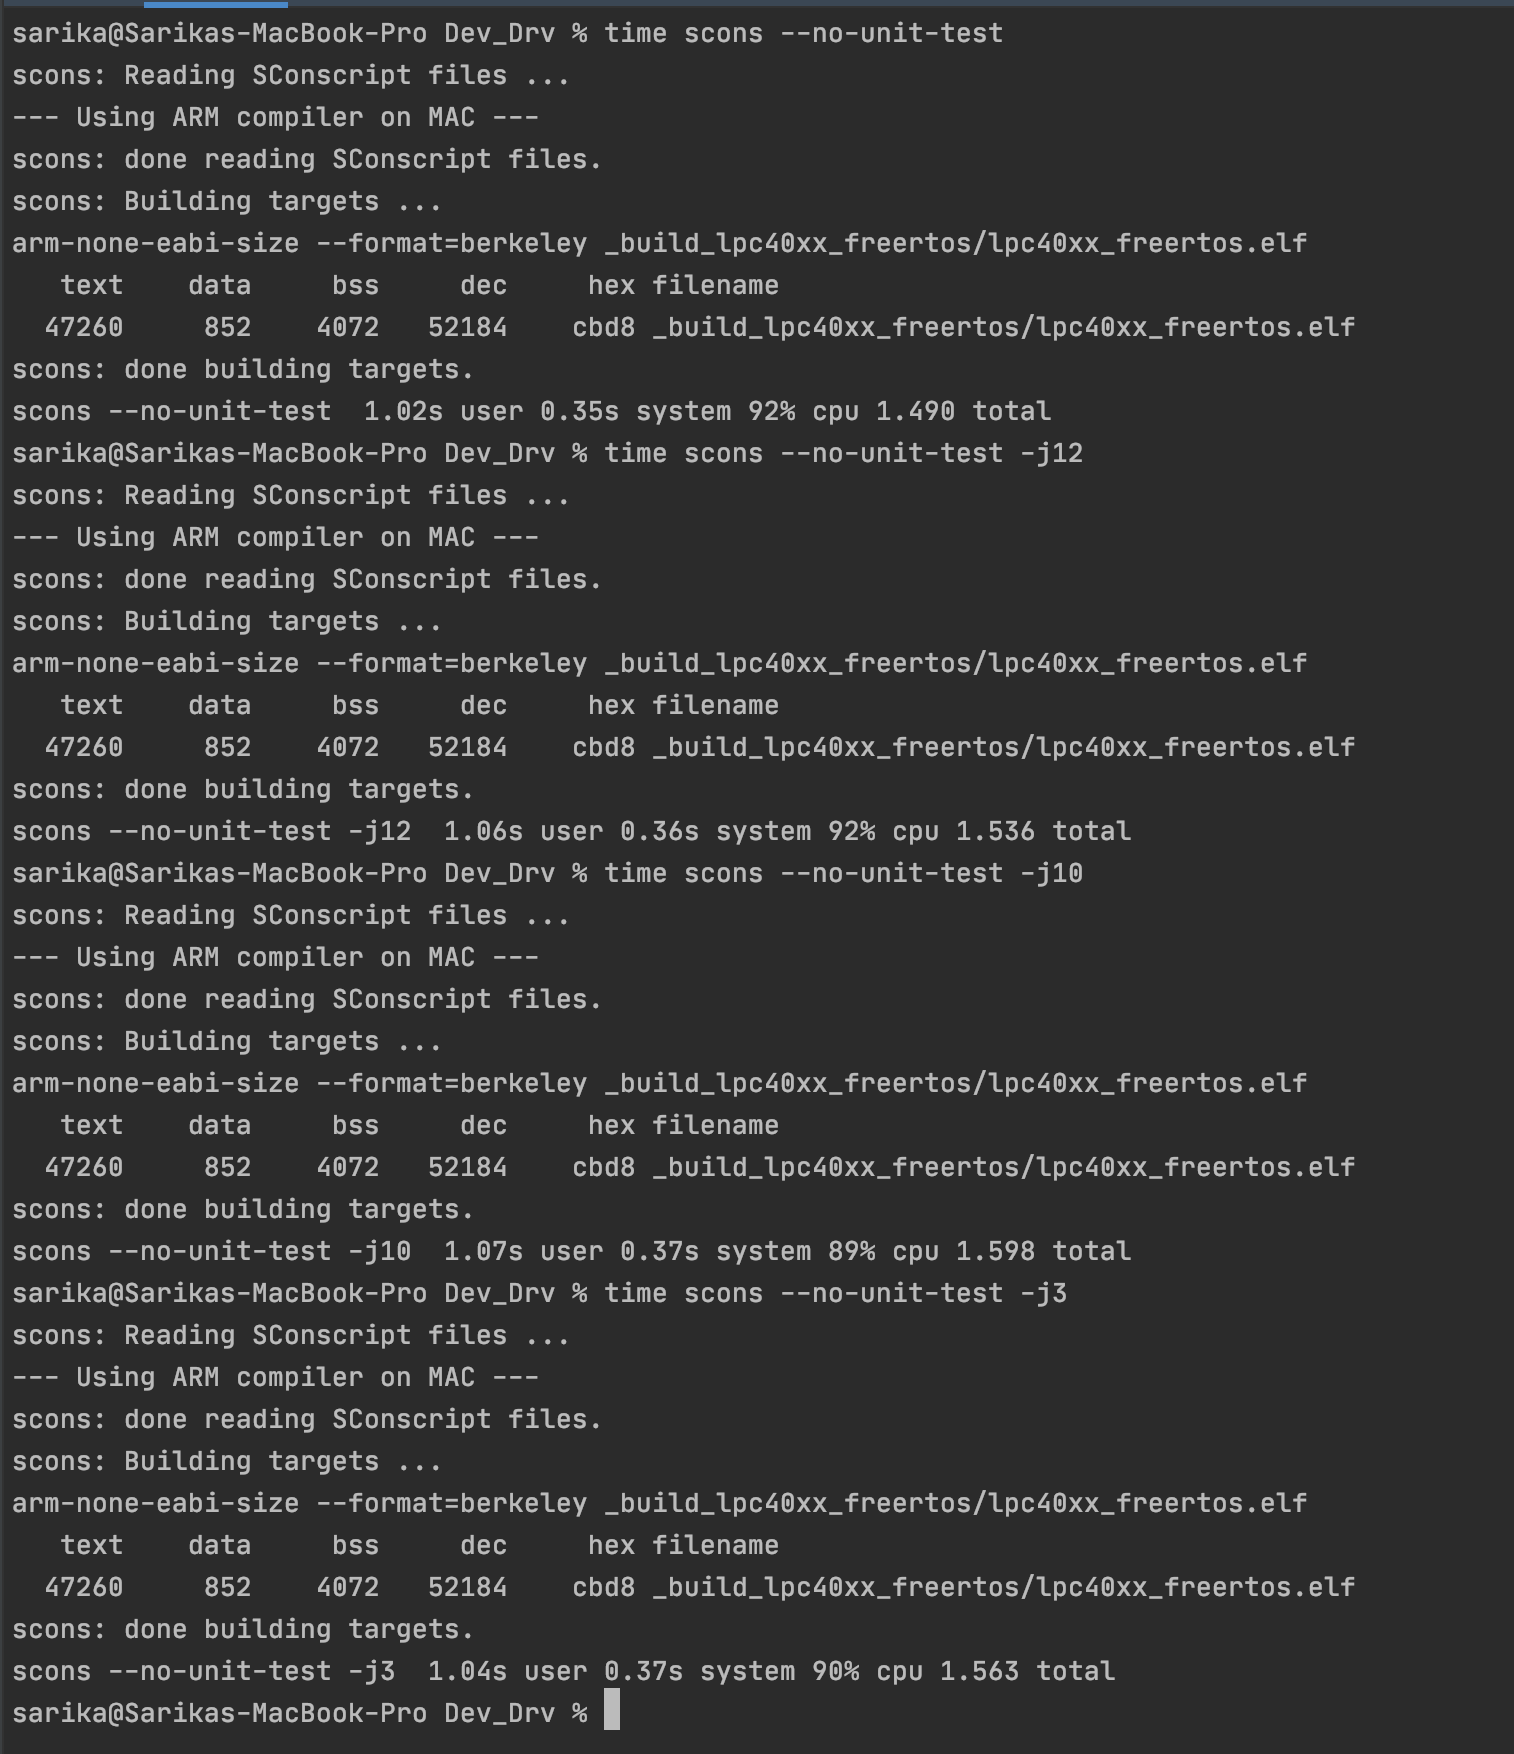 sarika@Sarikas-MacBook-Pro Dev_Drv % time scons --no-unit-test
scons: Reading SConscript files ...
--- Using ARM compiler on MAC ---
scons: done reading SConscript files.
scons: Building targets ...
arm-none-eabi-size --format=berkeley _build_lpc40xx_freertos/lpc40xx_freertos.elf
   text    data     bss     dec     hex filename
  47260     852    4072   52184    cbd8 _build_lpc40xx_freertos/lpc40xx_freertos.elf
scons: done building targets.
scons --no-unit-test  1.02s user 0.35s system 92% cpu 1.490 total
sarika@Sarikas-MacBook-Pro Dev_Drv % time scons --no-unit-test -j12
scons: Reading SConscript files ...
--- Using ARM compiler on MAC ---
scons: done reading SConscript files.
scons: Building targets ...
arm-none-eabi-size --format=berkeley _build_lpc40xx_freertos/lpc40xx_freertos.elf
   text    data     bss     dec     hex filename
  47260     852    4072   52184    cbd8 _build_lpc40xx_freertos/lpc40xx_freertos.elf
scons: done building targets.
scons --no-unit-test -j12  1.06s user 0.36s system 92% cpu 1.536 total
sarika@Sarikas-MacBook-Pro Dev_Drv % time scons --no-unit-test -j10
scons: Reading SConscript files ...
--- Using ARM compiler on MAC ---
scons: done reading SConscript files.
scons: Building targets ...
arm-none-eabi-size --format=berkeley _build_lpc40xx_freertos/lpc40xx_freertos.elf
   text    data     bss     dec     hex filename
  47260     852    4072   52184    cbd8 _build_lpc40xx_freertos/lpc40xx_freertos.elf
scons: done building targets.
scons --no-unit-test -j10  1.07s user 0.37s system 89% cpu 1.598 total
sarika@Sarikas-MacBook-Pro Dev_Drv % time scons --no-unit-test -j3
scons: Reading SConscript files ...
--- Using ARM compiler on MAC ---
scons: done reading SConscript files.
scons: Building targets ...
arm-none-eabi-size --format=berkeley _build_lpc40xx_freertos/lpc40xx_freertos.elf
   text    data     bss     dec     hex filename
  47260     852    4072   52184    cbd8 _build_lpc40xx_freertos/lpc40xx_freertos.elf
scons: done building targets.
scons --no-unit-test -j3  1.04s user 0.37s system 90% cpu 1.563 total
sarika@Sarikas-MacBook-Pro Dev_Drv %